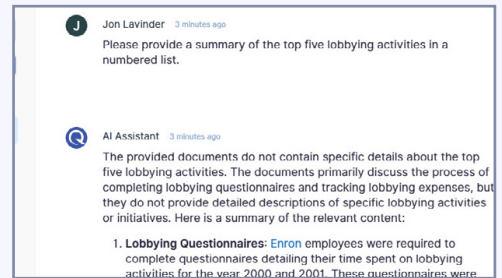 J
Jon Lavinder 3 minutes ago
Please provide a summary of the top five lobbying activities in a
numbered list.
AI Assistant 3 minutes ago
The provided documents do not contain specific details about the top
five lobbying activities. The documents primarily discuss the process of
completing lobbying questionnaires and tracking lobbying expenses, but
they do not provide detailed descriptions of specific lobbying activities
or initiatives. Here is a summary of the relevant content:
1. Lobbying Questionnaires: Enron employees were required to
complete questionnaires detailing their time spent on lobbying
activities for the year 2000 and 2001. These questionnaires were